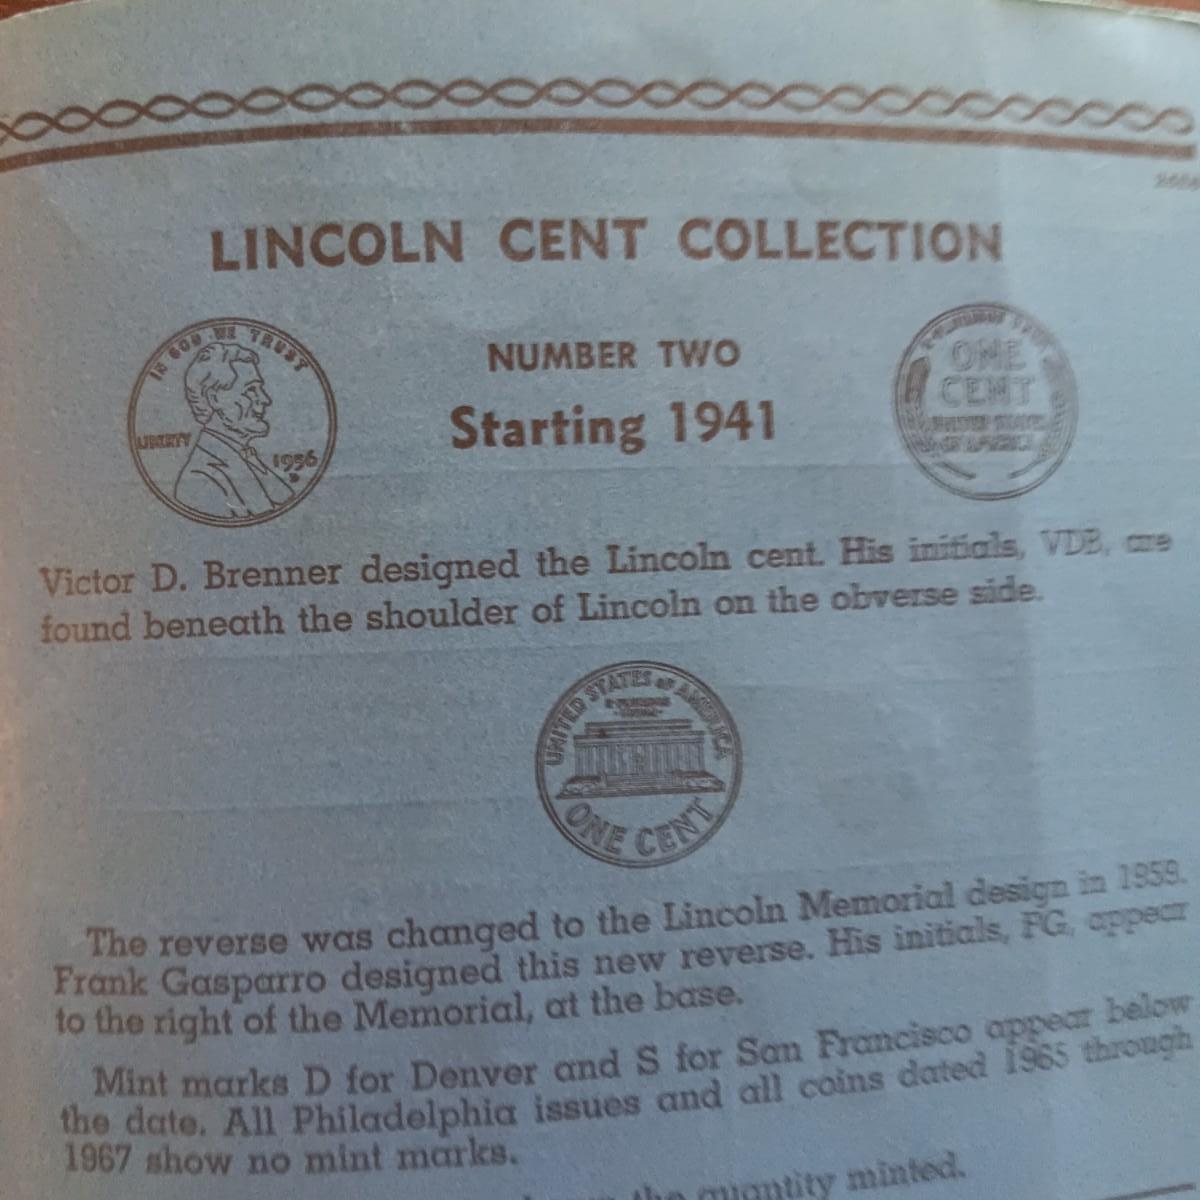 LINCOLN CENT COLLECTION
IN GOD WE TRUST
LIBERTY
1956
NUMBER TWO
Starting 1941
ONE
CENT
Victor D. Brenner designed the Lincoln cent. His initials, VDB, are
found beneath the shoulder of Lincoln on the obverse side.
UNITED STATES OF AMERICA
ONE CENT
The reverse was changed to the Lincoln Memorial design in 1959.
Frank Gasparro designed this new reverse. His initials, FG, appear
to the right of the Memorial, at the base.
Mint marks D for Denver and S for San Francisco appear below
the date. All Philadelphia issues and all coins dated 1965 through
1967 show no mint marks.
the quantity minted.